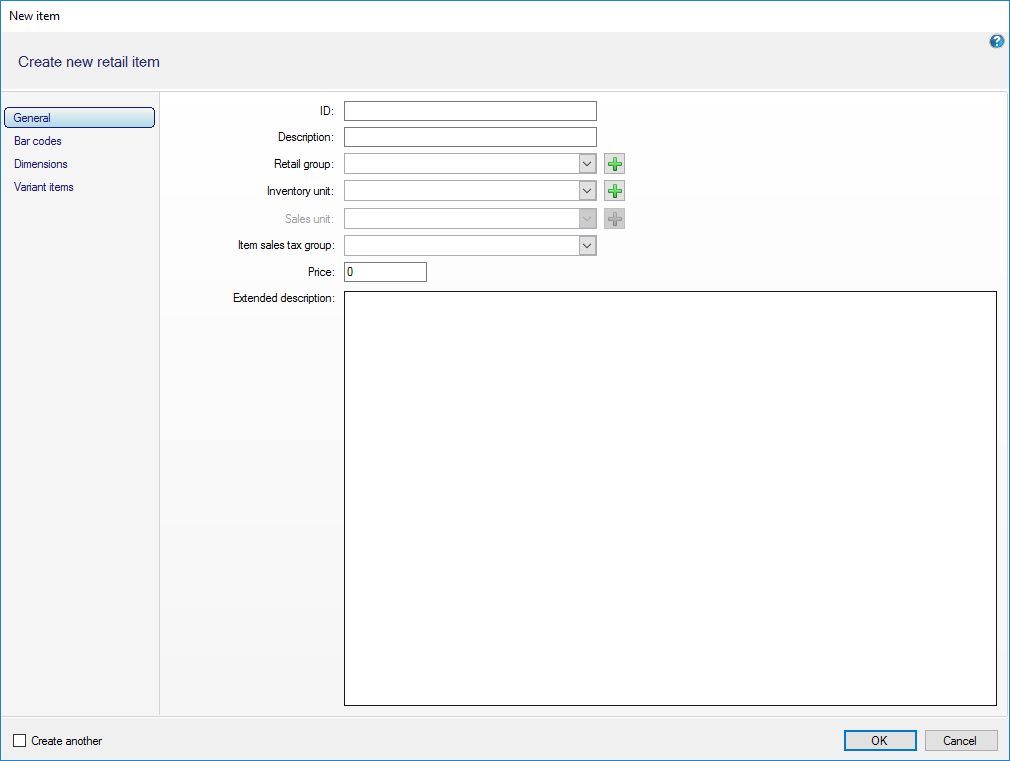 New item
?
Create new retail item
General
Bar codes
Dimensions
Variant items
ID:
Description:
Retail group:
Inventory unit:
Sales unit:
Item sales tax group:
Price: 0
Extended description:
Create another
OK
Cancel